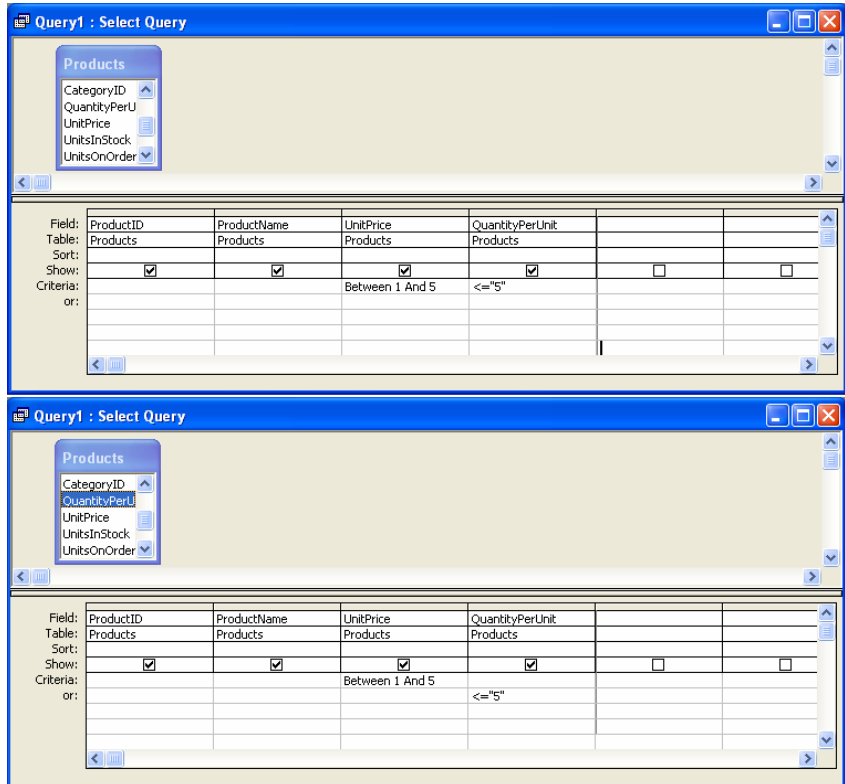 Query1 : Select Query
Products
CategoryID
QuantityPerU
UnitPrice
UnitsInStock
UnitsOnOrder
Field: ProductID ProductName UnitPrice QuantityPerUnit
Table: Products Products Products Products
Sort:
Show:
Criteria: Between 1 And 5 <="5"
or:
Query1 : Select Query
Products
CategoryID
QuantityPerU
UnitPrice
UnitsInStock
UnitsOnOrder
Field: ProductID ProductName UnitPrice QuantityPerUnit
Table: Products Products Products Products
Sort:
Show:
Criteria: Between 1 And 5
or: <="5"